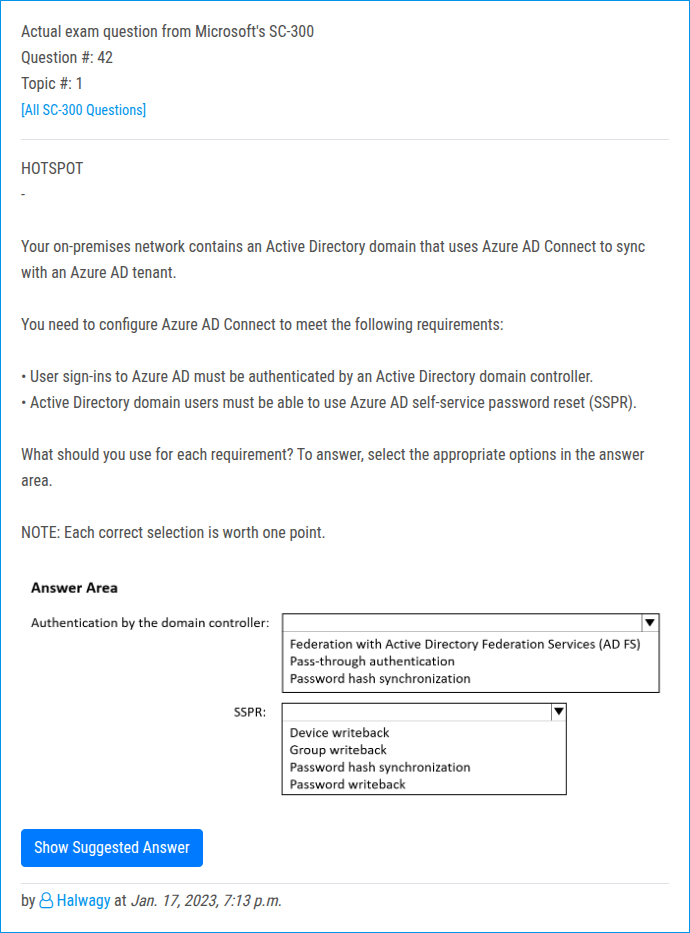 Actual exam question from Microsoft's SC-300
Question #: 42
Topic #: 1
[All SC-300 Questions]
HOTSPOT
-
Your on-premises network contains an Active Directory domain that uses Azure AD Connect to sync
with an Azure AD tenant.
You need to configure Azure AD Connect to meet the following requirements:
• User sign-ins to Azure AD must be authenticated by an Active Directory domain controller.
• Active Directory domain users must be able to use Azure AD self-service password reset (SSPR).
What should you use for each requirement? To answer, select the appropriate options in the answer
area.
NOTE: Each correct selection is worth one point.
Answer Area
Authentication by the domain controller:
Federation with Active Directory Federation Services (AD FS)
Pass-through authentication
Password hash synchronization
SSPR:
Device writeback
Group writeback
Password hash synchronization
Password writeback
Show Suggested Answer
by Halwagy at Jan. 17, 2023, 7:13 p.m.